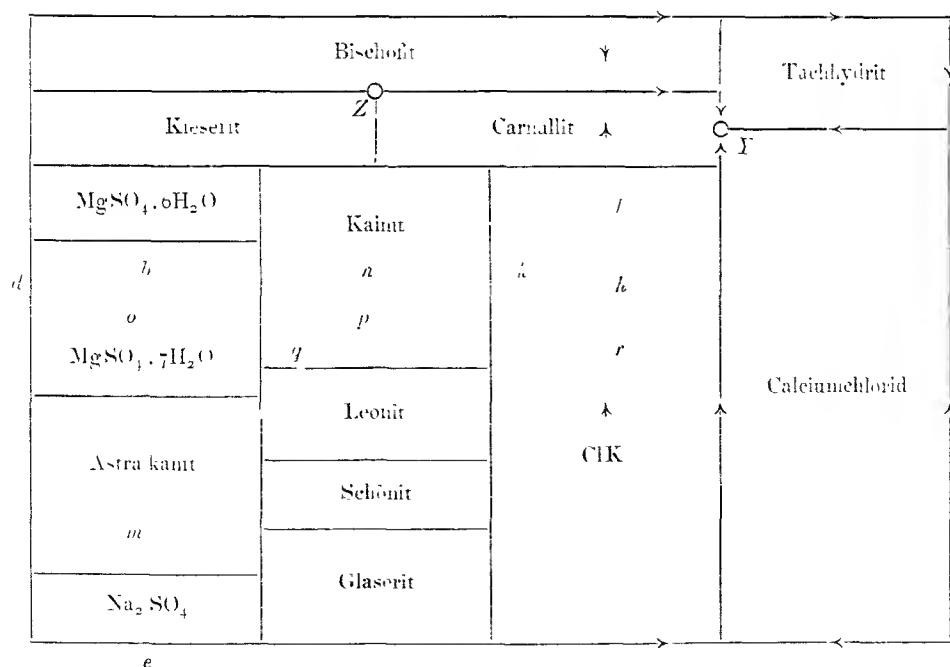 Bischofit
Tachhydrit
Z
Kieserit
Carnallit
Y
MgSO₄.6H₂O
Kainit
l
d
b
n
k
h
o
p
MgSO₄.7H₂O
q
r
Calciumchlorid
Leonit
Astrakanit
ClK
Schönit
m
Glaserit
Na₂SO₄
e